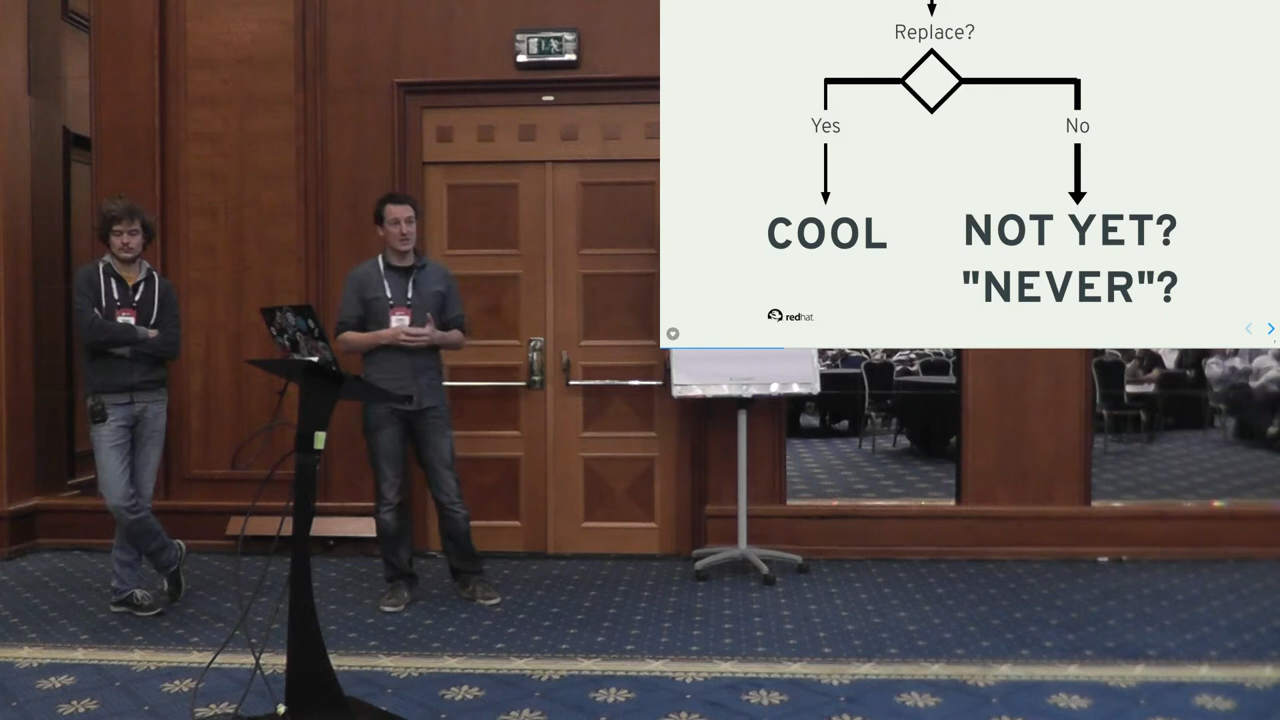 Replace?
Yes
No
COOL
NOT YET?
"NEVER"?
redhat